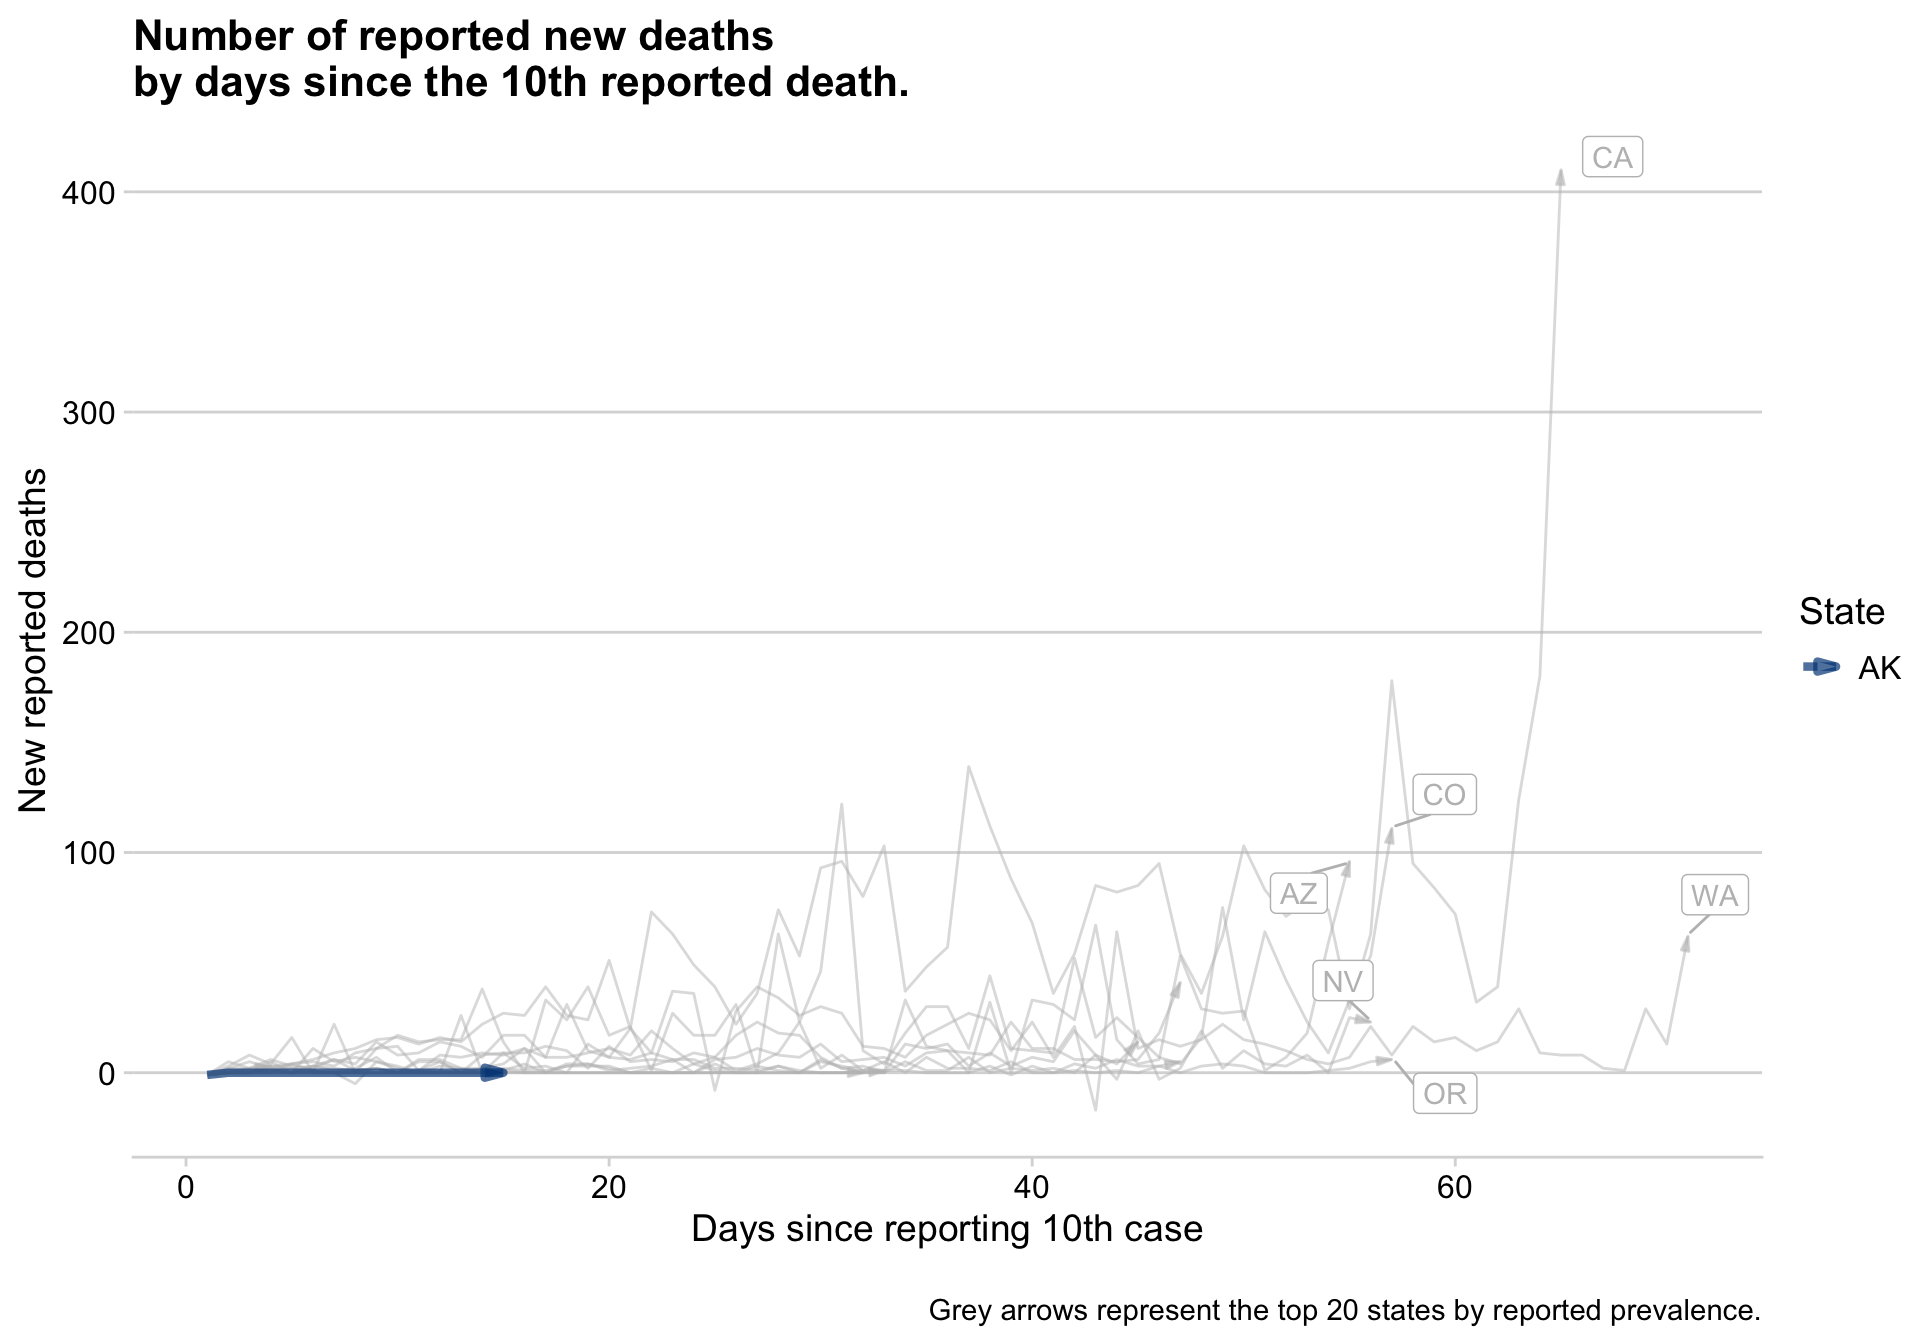 Number of reported new deaths
by days since the 10th reported death.
CA
400
300
New reported deaths
200
State
AK
CO
100
AZ
WA
NV
0
OR
0 20 40 60
Days since reporting 10th case
Grey arrows represent the top 20 states by reported prevalence.